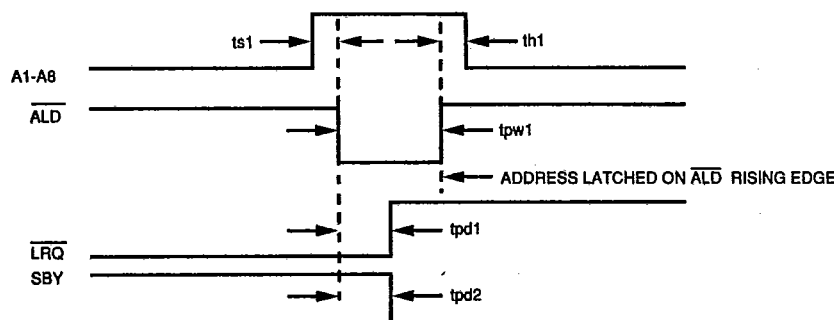 ts1 th1
A1-A8
ALD
tpw1
ADDRESS LATCHED ON ALD RISING EDGE
tpd1
LRQ
SBY
tpd2